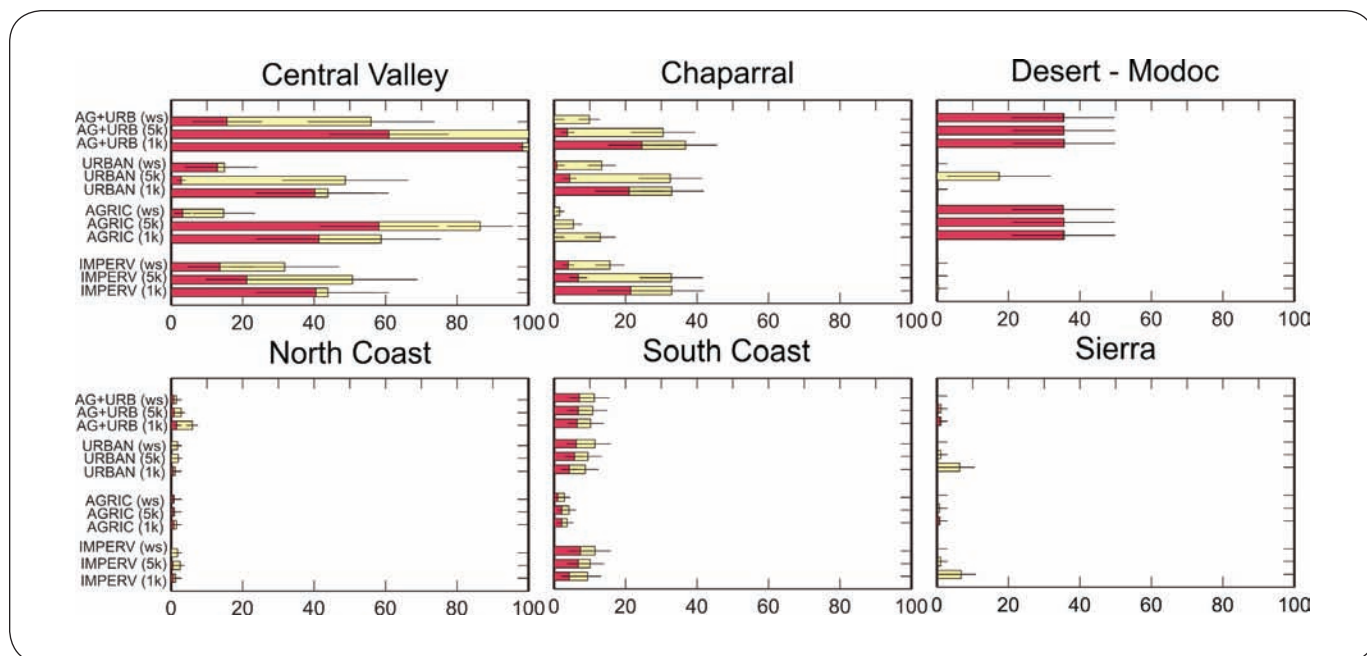 Central Valley
Chaparral
Desert - Modoc
AG+URB (ws)
AG+URB (5k)
AG+URB (1k)
URBAN (ws)
URBAN (5k)
URBAN (1k)
AGRIC (ws)
AGRIC (5k)
AGRIC (1k)
IMPERV (ws)
IMPERV (5k)
IMPERV (1k)
0 20 40 60 80 100
0 20 40 60 80 100
0 20 40 60 80 100
North Coast
South Coast
Sierra
AG+URB (ws)
AG+URB (5k)
AG+URB (1k)
URBAN (ws)
URBAN (5k)
URBAN (1k)
AGRIC (ws)
AGRIC (5k)
AGRIC (1k)
IMPERV (ws)
IMPERV (5k)
IMPERV (1k)
0 20 40 60 80 100
0 20 40 60 80 100
0 20 40 60 80 100